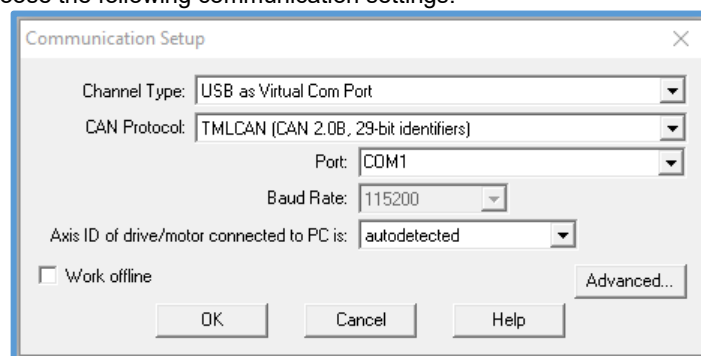 the following communication settings:
Communication Setup
Channel Type: USB as Virtual Com Port
CAN Protocol: TMLCAN (CAN 2.0B, 29-bit identifiers)
Port: COM1
Baud Rate: 115200
Axis ID of drive/motor connected to PC is: autodetected
Work offline
Advanced...
OK Cancel Help